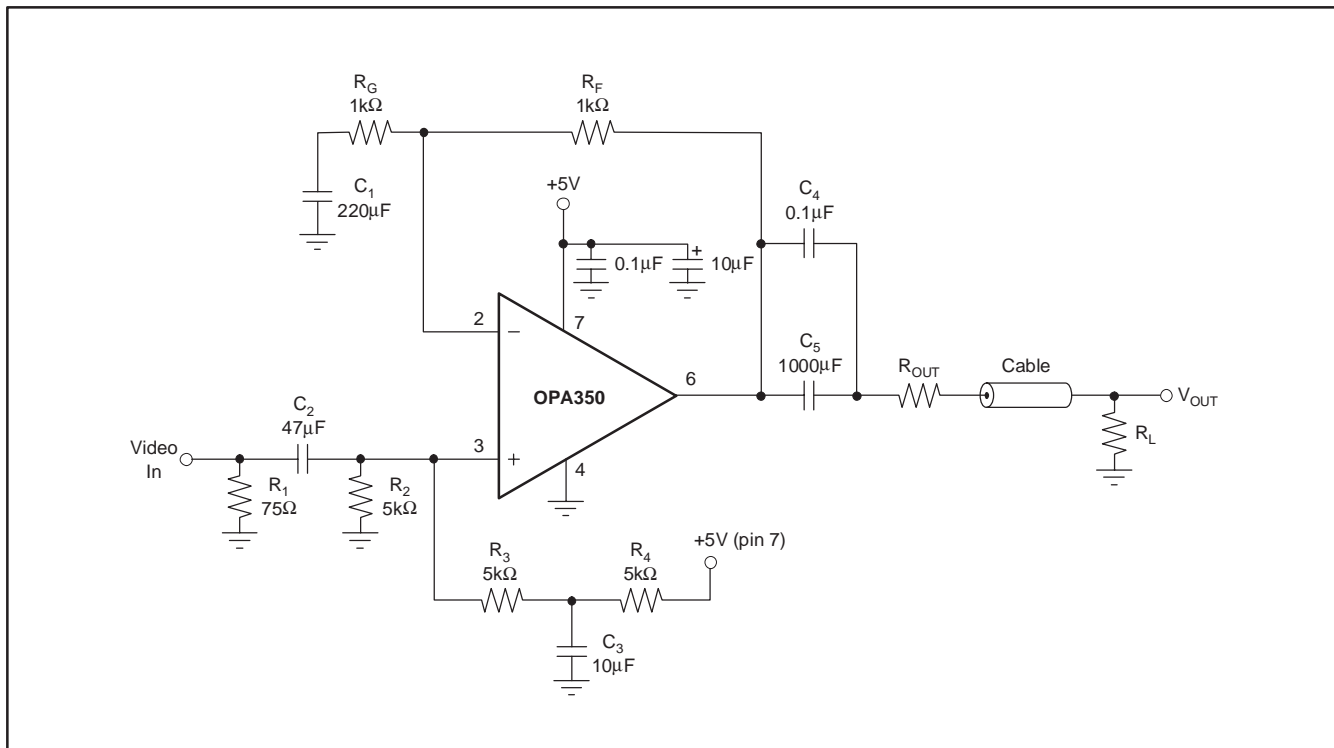 R_G
1kΩ
R_F
1kΩ
C_1
220µF
+5V
0.1µF
+
10µF
C_4
0.1µF
2
−
7
C_5
1000µF
6
OPA350
R_OUT
Cable
V_OUT
R_L
C_2
47µF
Video
In
3
+
4
R_1
75Ω
R_2
5kΩ
R_3
5kΩ
R_4
5kΩ
+5V (pin 7)
C_3
10µF